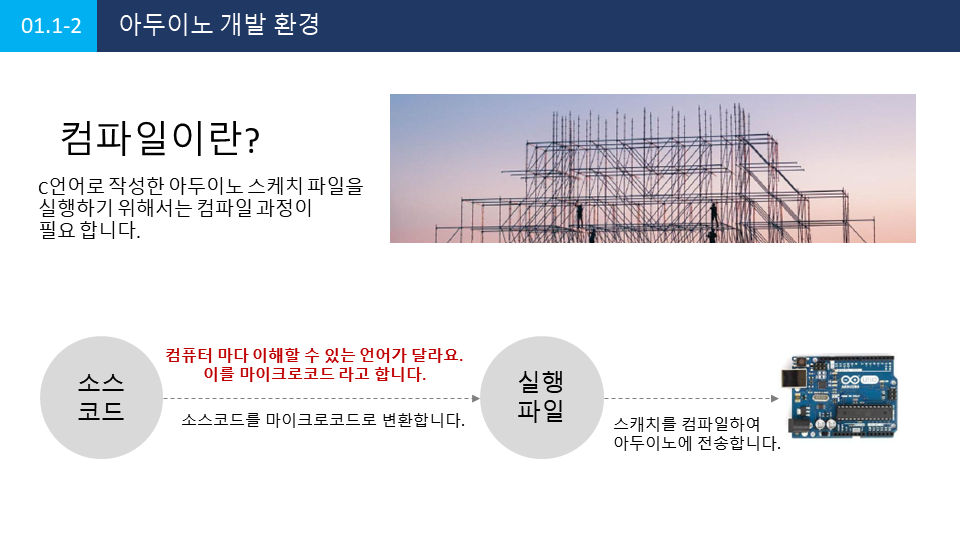 01.1-2
아두이노 개발 환경
컴파일이란?
C언어로 작성한 아두이노 스케치 파일을
실행하기 위해서는 컴파일 과정이
필요 합니다.
컴퓨터 마다 이해할 수 있는 언어가 달라요.
이를 마이크로코드 라고 합니다.
소스
코드
소스코드를 마이크로코드로 변환합니다.
실행
파일
스캐치를 컴파일하여
아두이노에 전송합니다.
UNO
ARDUINO